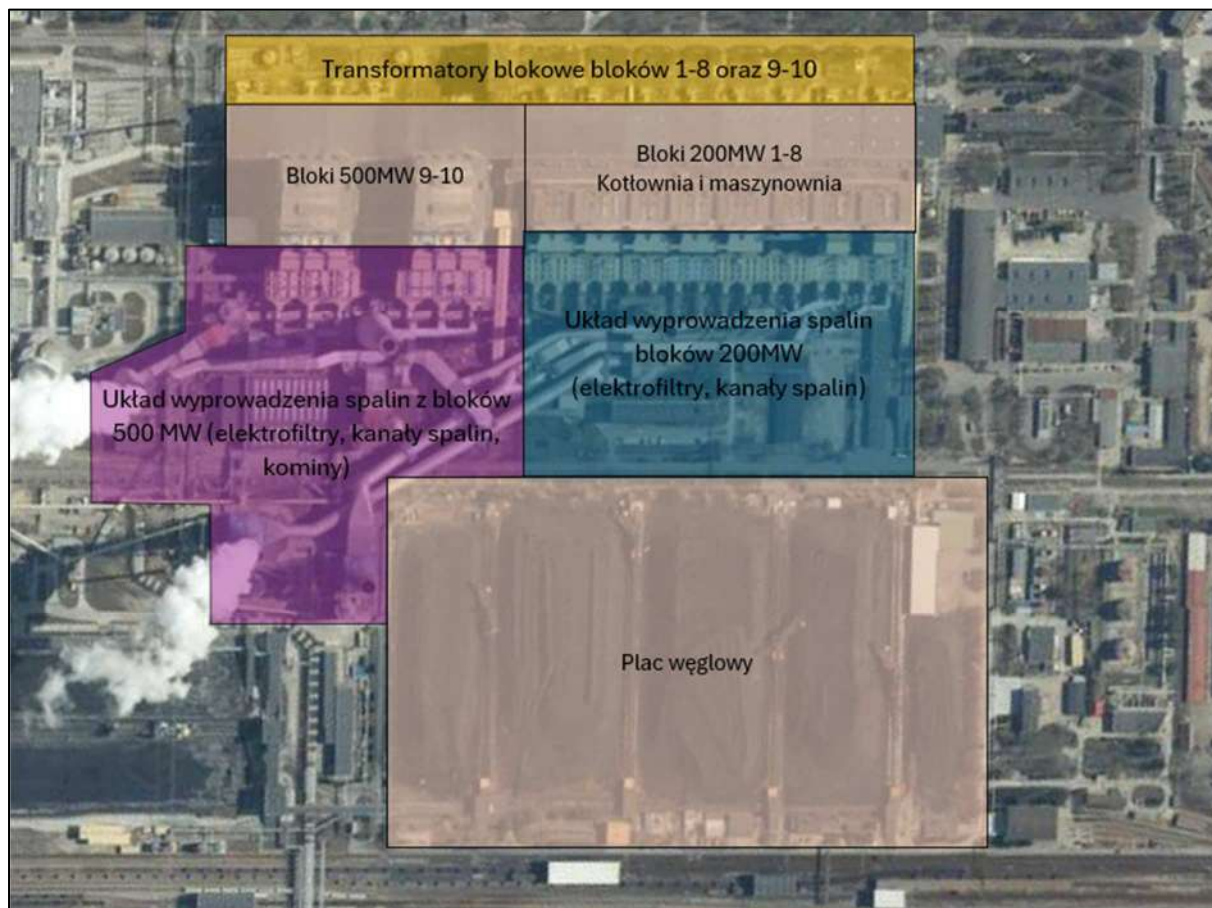 Transformatory blokowe bloków 1-8 oraz 9-10
Bloki 500MW 9-10
Bloki 200MW 1-8
Kotłownia i maszynownia
Układ wyprowadzenia spalin
bloków 200MW
(elektrofiltry, kanały spalin)
Układ wyprowadzenia spalin z bloków
500 MW (elektrofiltry, kanały spalin,
kominy)
Plac węglowy